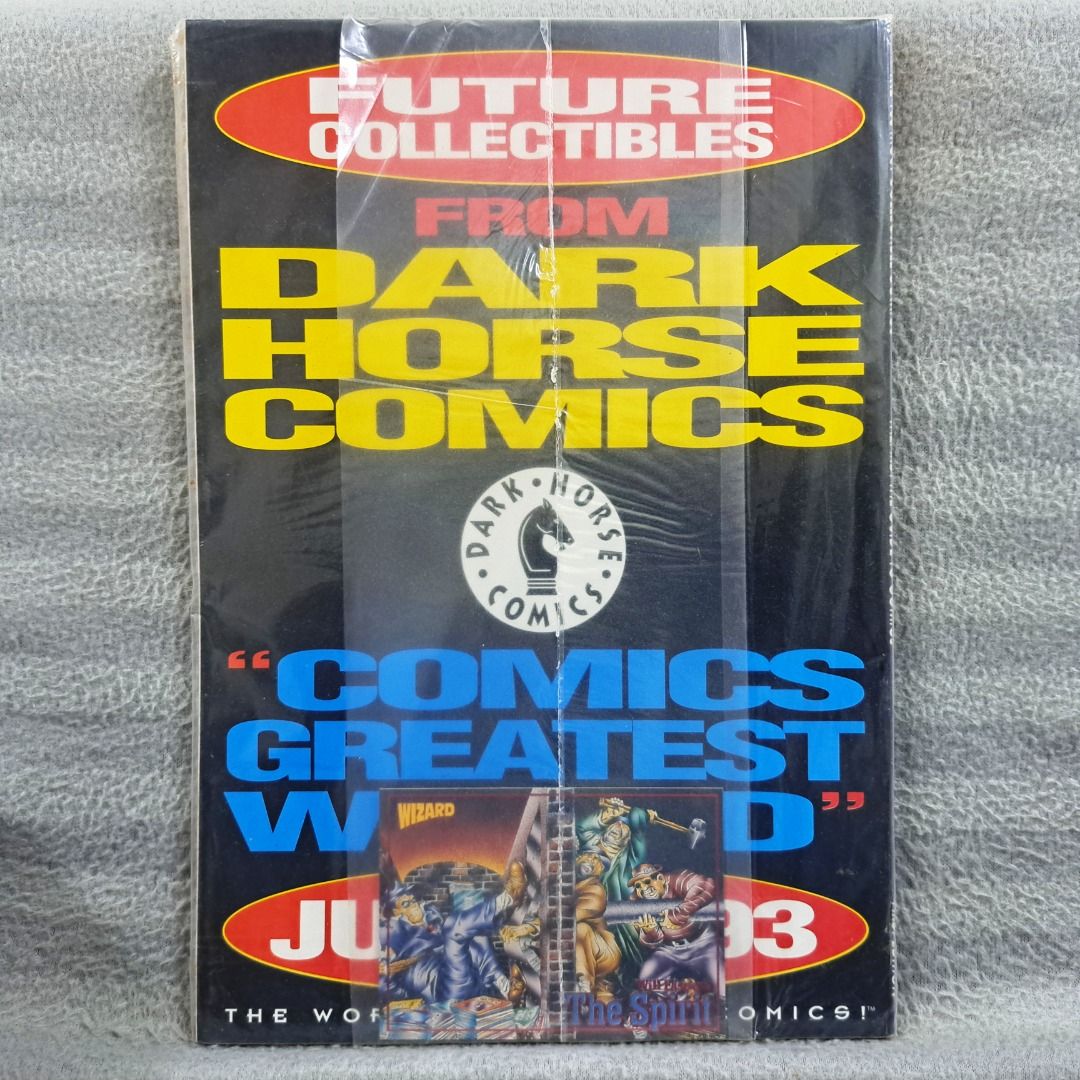 FUTURE
COLLECTIBLES
FROM
DARK
HORSE
COMICS
DARK • HORSE • COMICS •
“COMICS
GREATEST
W D”
WIZARD
JU 93
The Spirit
THE WOR OMICS!™